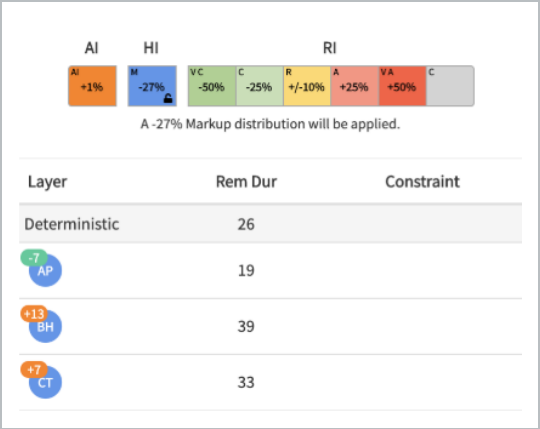 AI HI RI
AI M V C C R A V A C
+1% -27% -50% -25% +/-10% +25% +50%
A -27% Markup distribution will be applied.
Layer Rem Dur Constraint
Deterministic 26
-7
AP 19
+13
BH 39
+7
CT 33